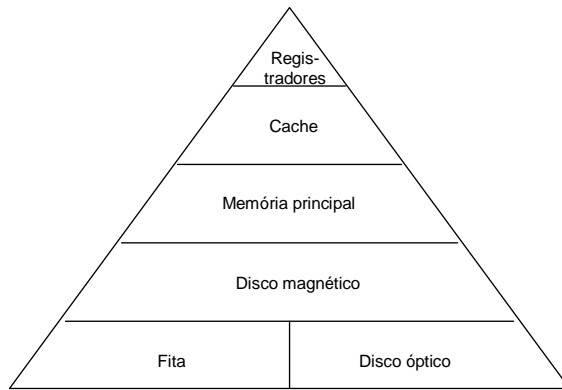 Regis-
tradores
Cache
Memória principal
Disco magnético
Fita
Disco óptico